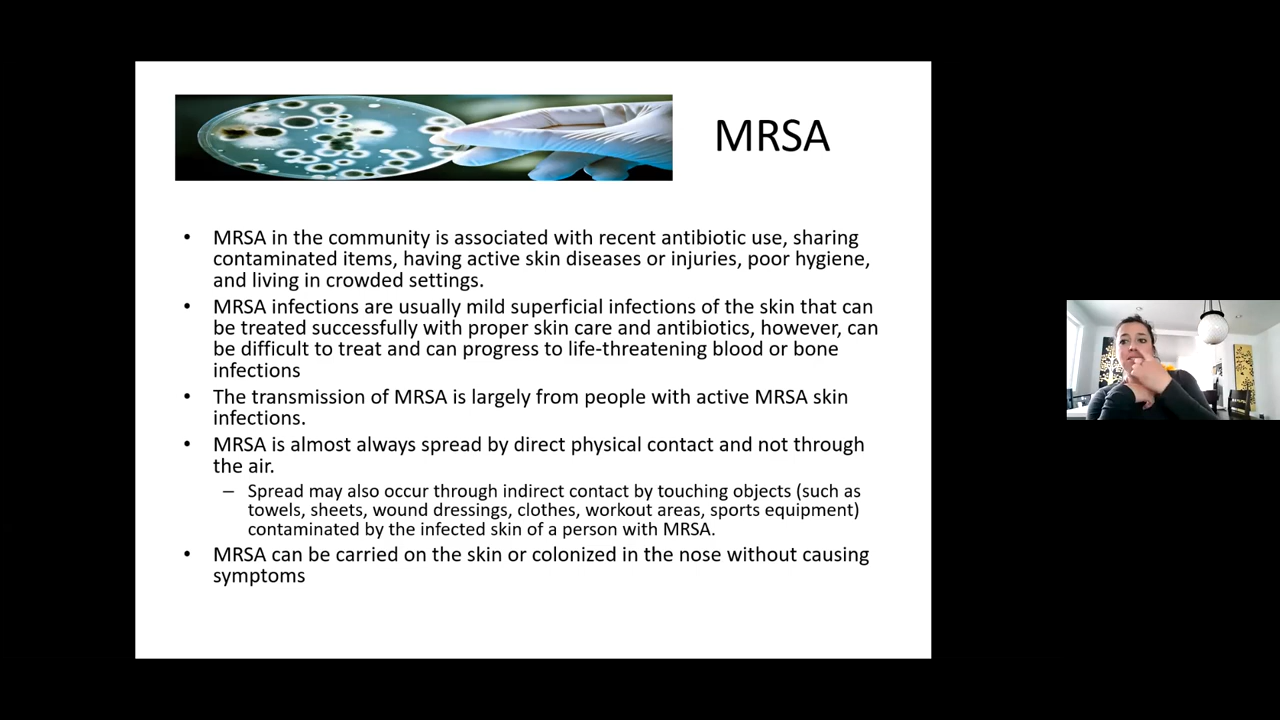 MRSA
• MRSA in the community is associated with recent antibiotic use, sharing
contaminated items, having active skin diseases or injuries, poor hygiene,
and living in crowded settings.
• MRSA infections are usually mild superficial infections of the skin that can
be treated successfully with proper skin care and antibiotics, however, can
be difficult to treat and can progress to life-threatening blood or bone
infections
• The transmission of MRSA is largely from people with active MRSA skin
infections.
• MRSA is almost always spread by direct physical contact and not through
the air.
– Spread may also occur through indirect contact by touching objects (such as
towels, sheets, wound dressings, clothes, workout areas, sports equipment)
contaminated by the infected skin of a person with MRSA.
• MRSA can be carried on the skin or colonized in the nose without causing
symptoms